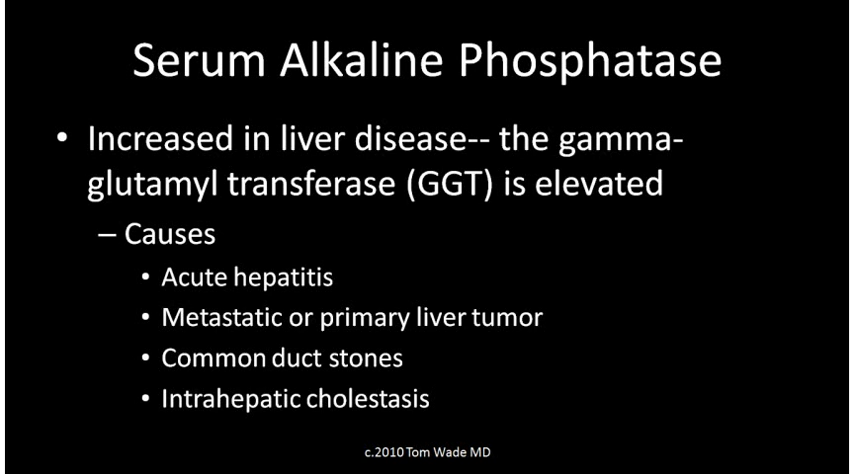 Serum Alkaline Phosphatase
• Increased in liver disease-- the gamma-
glutamyl transferase (GGT) is elevated
– Causes
• Acute hepatitis
• Metastatic or primary liver tumor
• Common duct stones
• Intrahepatic cholestasis
c.2010 Tom Wade MD